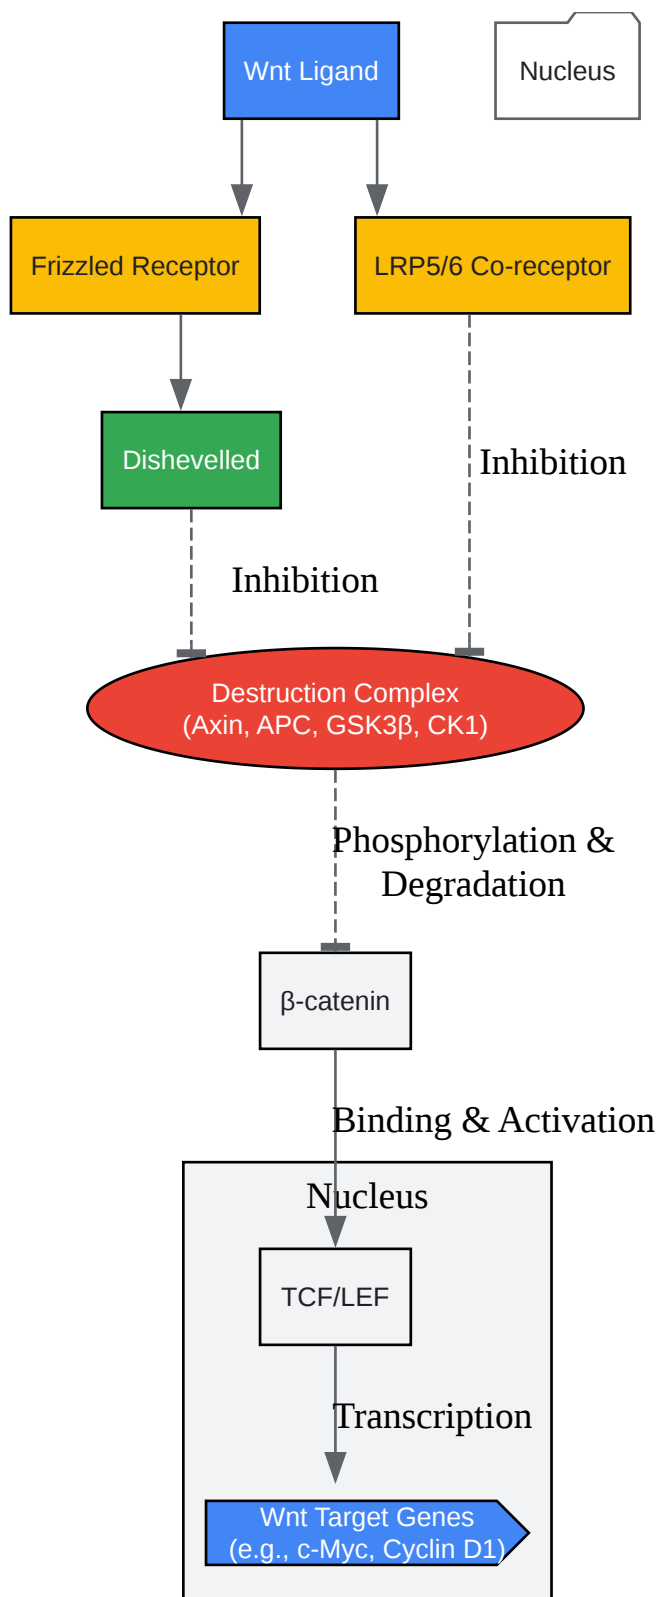 Wnt Ligand
Nucleus
Frizzled Receptor
LRP5/6 Co-receptor
Dishevelled
Inhibition
Inhibition
Destruction Complex
(Axin, APC, GSK3β, CK1)
Phosphorylation &
Degradation
β-catenin
Binding & Activation
Nucleus
TCF/LEF
Transcription
Wnt Target Genes
(e.g., c-Myc, Cyclin D1)